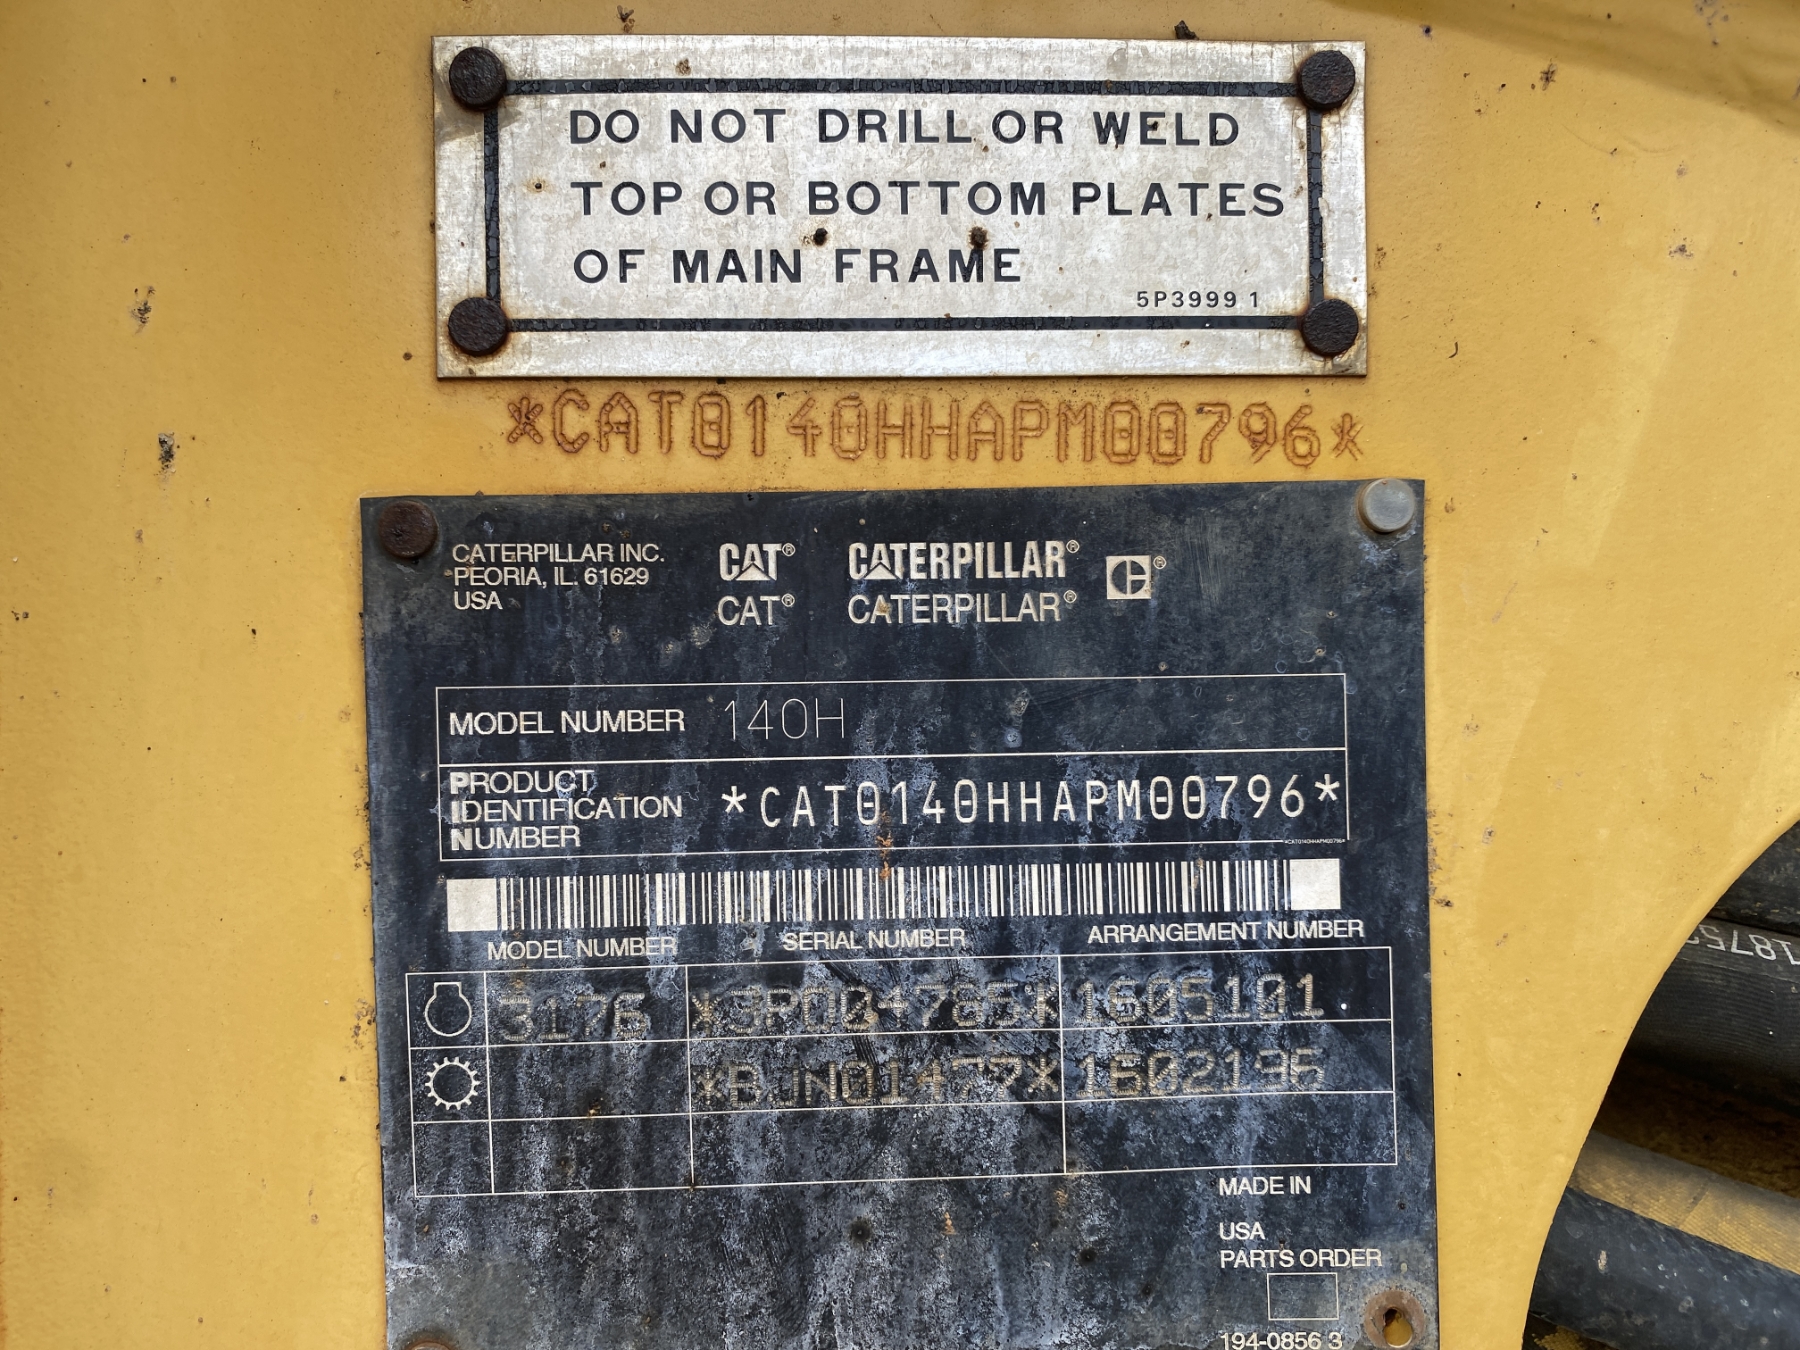 DO NOT DRILL OR WELD
TOP OR BOTTOM PLATES
OF MAIN FRAME
5P3999 1
*CAT0140HHAPM00796*
CATERPILLAR INC.
PEORIA, IL. 61629
USA
CAT® CATERPILLAR® ®
CAT® CATERPILLAR®
MODEL NUMBER 140H
PRODUCT
IDENTIFICATION
NUMBER
*CAT0140HHAPM00796*
*CAT0140HHAPM00796*
MODEL NUMBER SERIAL NUMBER ARRANGEMENT NUMBER
3176 1605101
*BJN01477* 1602196
MADE IN
USA
PARTS ORDER
194-0856 3